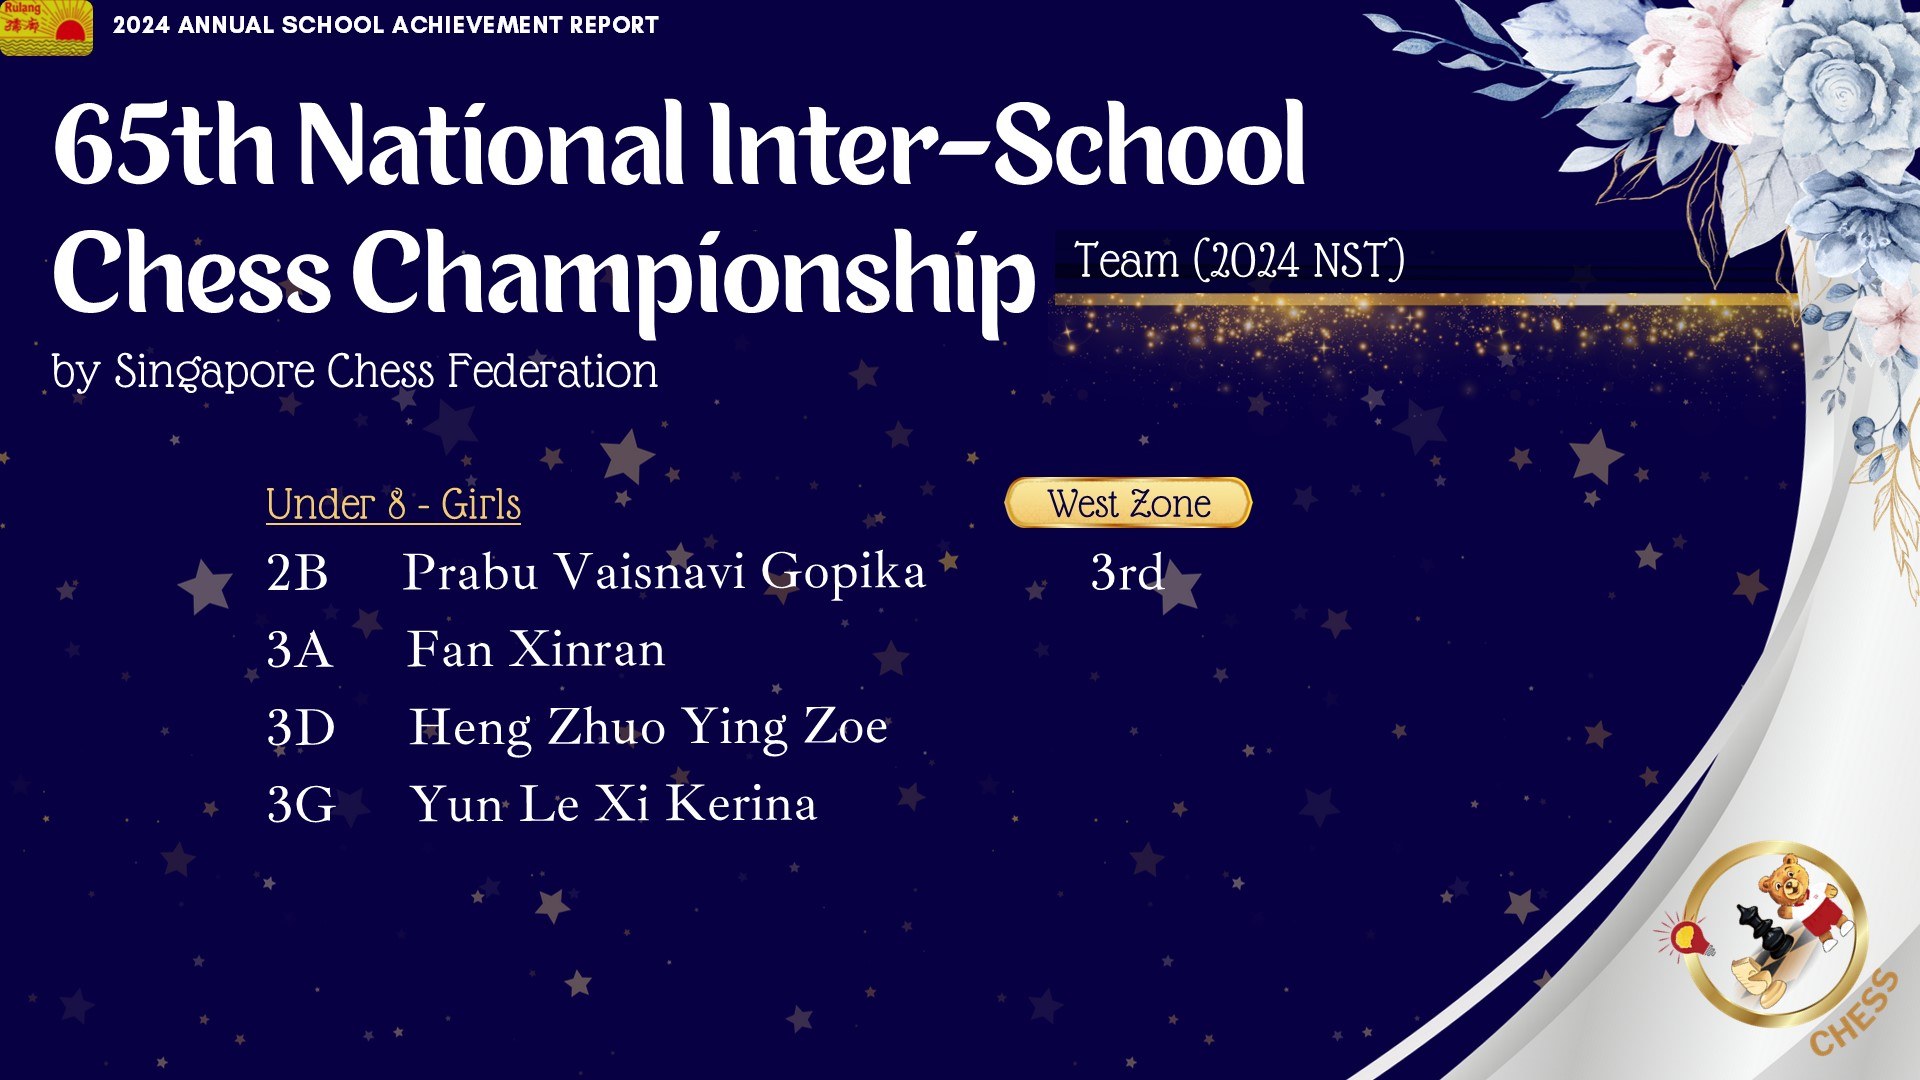 Rulang
2024 ANNUAL SCHOOL ACHIEVEMENT REPORT
65th National Inter-School
Chess Championship
Team (2024 NST)
by Singapore Chess Federation
Under 8 - Girls
West Zone
2B Prabu Vaisnavi Gopika 3rd
3A Fan Xinran
3D Heng Zhuo Ying Zoe
3G Yun Le Xi Kerina
CHESS